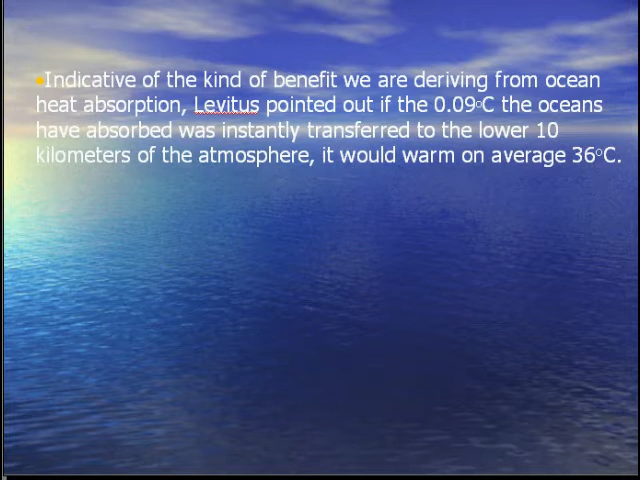 •Indicative of the kind of benefit we are deriving from ocean
heat absorption, Levitus pointed out if the 0.09°C the oceans
have absorbed was instantly transferred to the lower 10
kilometers of the atmosphere, it would warm on average 36°C.